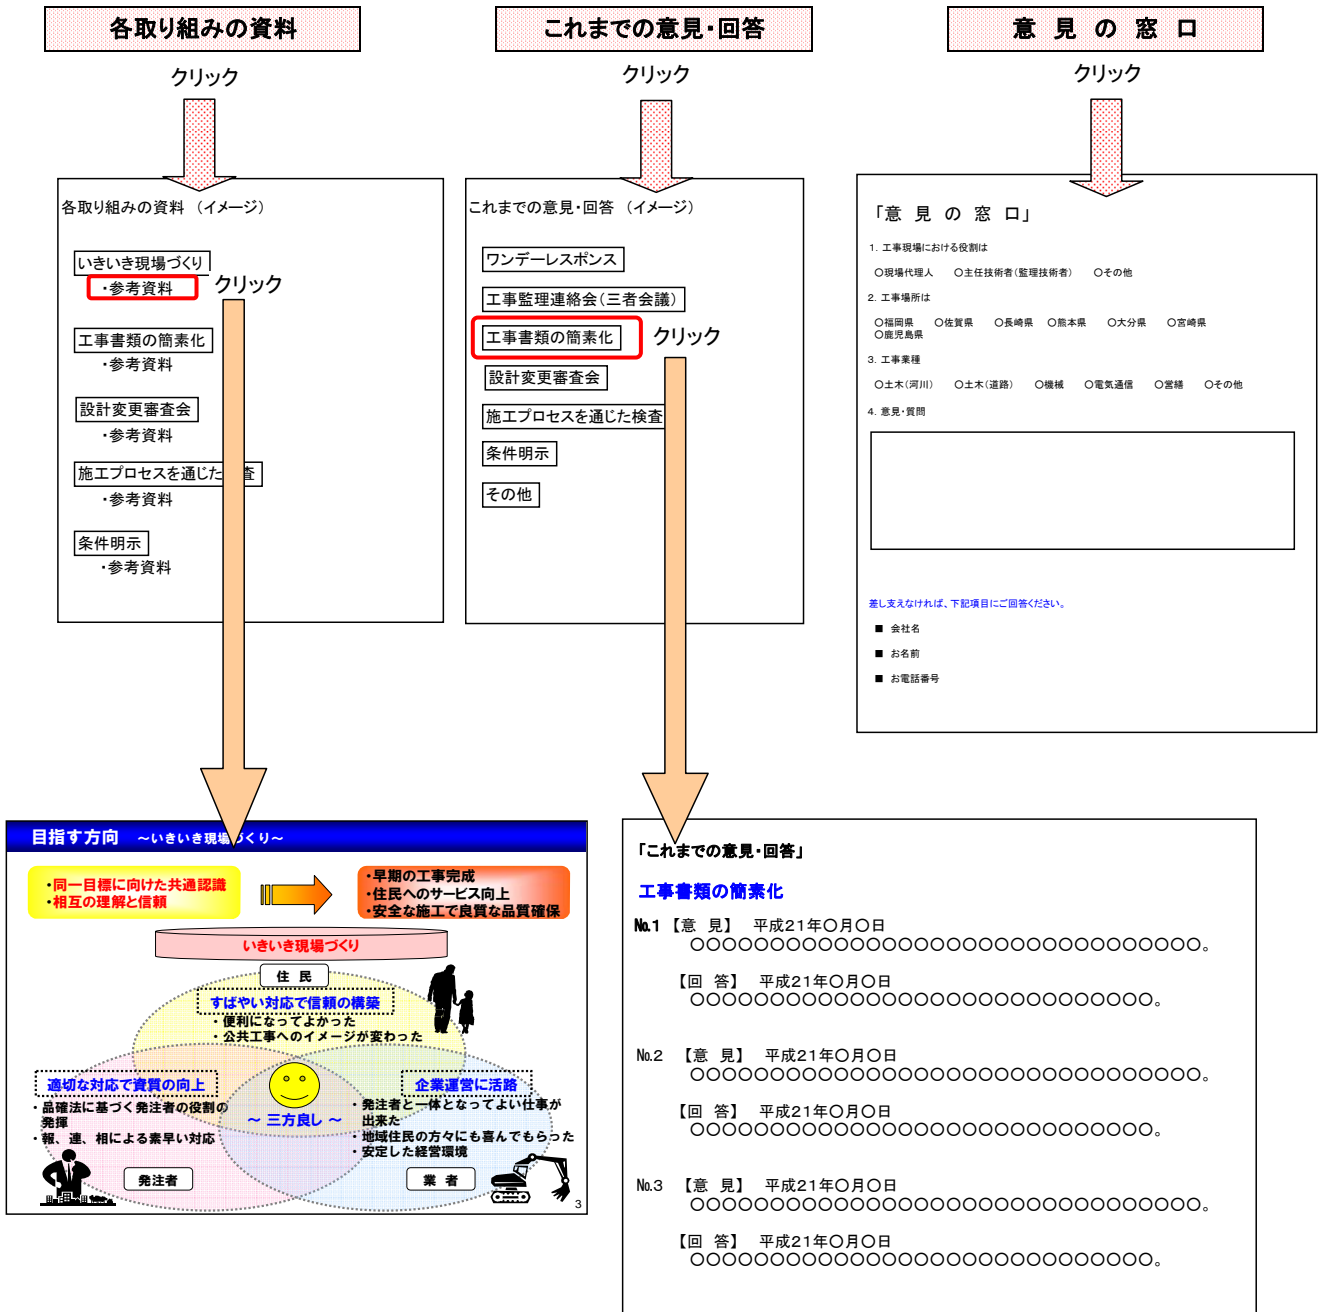 各取り組みの資料
クリック
各取り組みの資料 （イメージ）
いきいき現場づくり
・参考資料
クリック
工事書類の簡素化
・参考資料
設計変更審査会
・参考資料
施工プロセスを通じた 査
・参考資料
条件明示
・参考資料
これまでの意見・回答
クリック
これまでの意見・回答 （イメージ）
ワンデーレスポンス
工事監理連絡会（三者会議）
工事書類の簡素化
クリック
設計変更審査会
施工プロセスを通じた検査
条件明示
その他
意 見 の 窓 口
クリック
「意 見 の 窓 口」
1．工事現場における役割は
○現場代理人 ○主任技術者（監理技術者） ○その他
2．工事場所は
○福岡県 ○佐賀県 ○長崎県 ○熊本県 ○大分県 ○宮崎県
○鹿児島県
3．工事業種
○土木（河川） ○土木（道路） ○機械 ○電気通信 ○営繕 ○その他
4．意見・質問
差し支えなければ、下記項目にご回答ください。
■ 会社名
■ お名前
■ お電話番号
目指す方向 ～いきいき現場づくり～
・同一目標に向けた共通認識
・相互の理解と信頼
・早期の工事完成
・住民へのサービス向上
・安全な施工で良質な品質確保
いきいき現場づくり
住 民
すばやい対応で信頼の構築
・便利になってよかった
・公共工事へのイメージが変わった
適切な対応で資質の向上
・品確法に基づく発注者の役割の
発揮
・報、連、相による素早い対応
発注者
～ 三方良し ～
企業運営に活路
・発注者と一体となってよい仕事が
出来た
・地域住民の方々にも喜んでもらった
・安定した経営環境
業 者
3
「これまでの意見・回答」
工事書類の簡素化
№1 【意 見】 平成21年○月○日
○○○○○○○○○○○○○○○○○○○○○○○○○○○○○○○○。
【回 答】 平成21年○月○日
○○○○○○○○○○○○○○○○○○○○○○○○○○○○○。
№2 【意 見】 平成21年○月○日
○○○○○○○○○○○○○○○○○○○○○○○○○○○○○○○○。
【回 答】 平成21年○月○日
○○○○○○○○○○○○○○○○○○○○○○○○○○○○○。
№3 【意 見】 平成21年○月○日
○○○○○○○○○○○○○○○○○○○○○○○○○○○○○○○○。
【回 答】 平成21年○月○日
○○○○○○○○○○○○○○○○○○○○○○○○○○○○○。